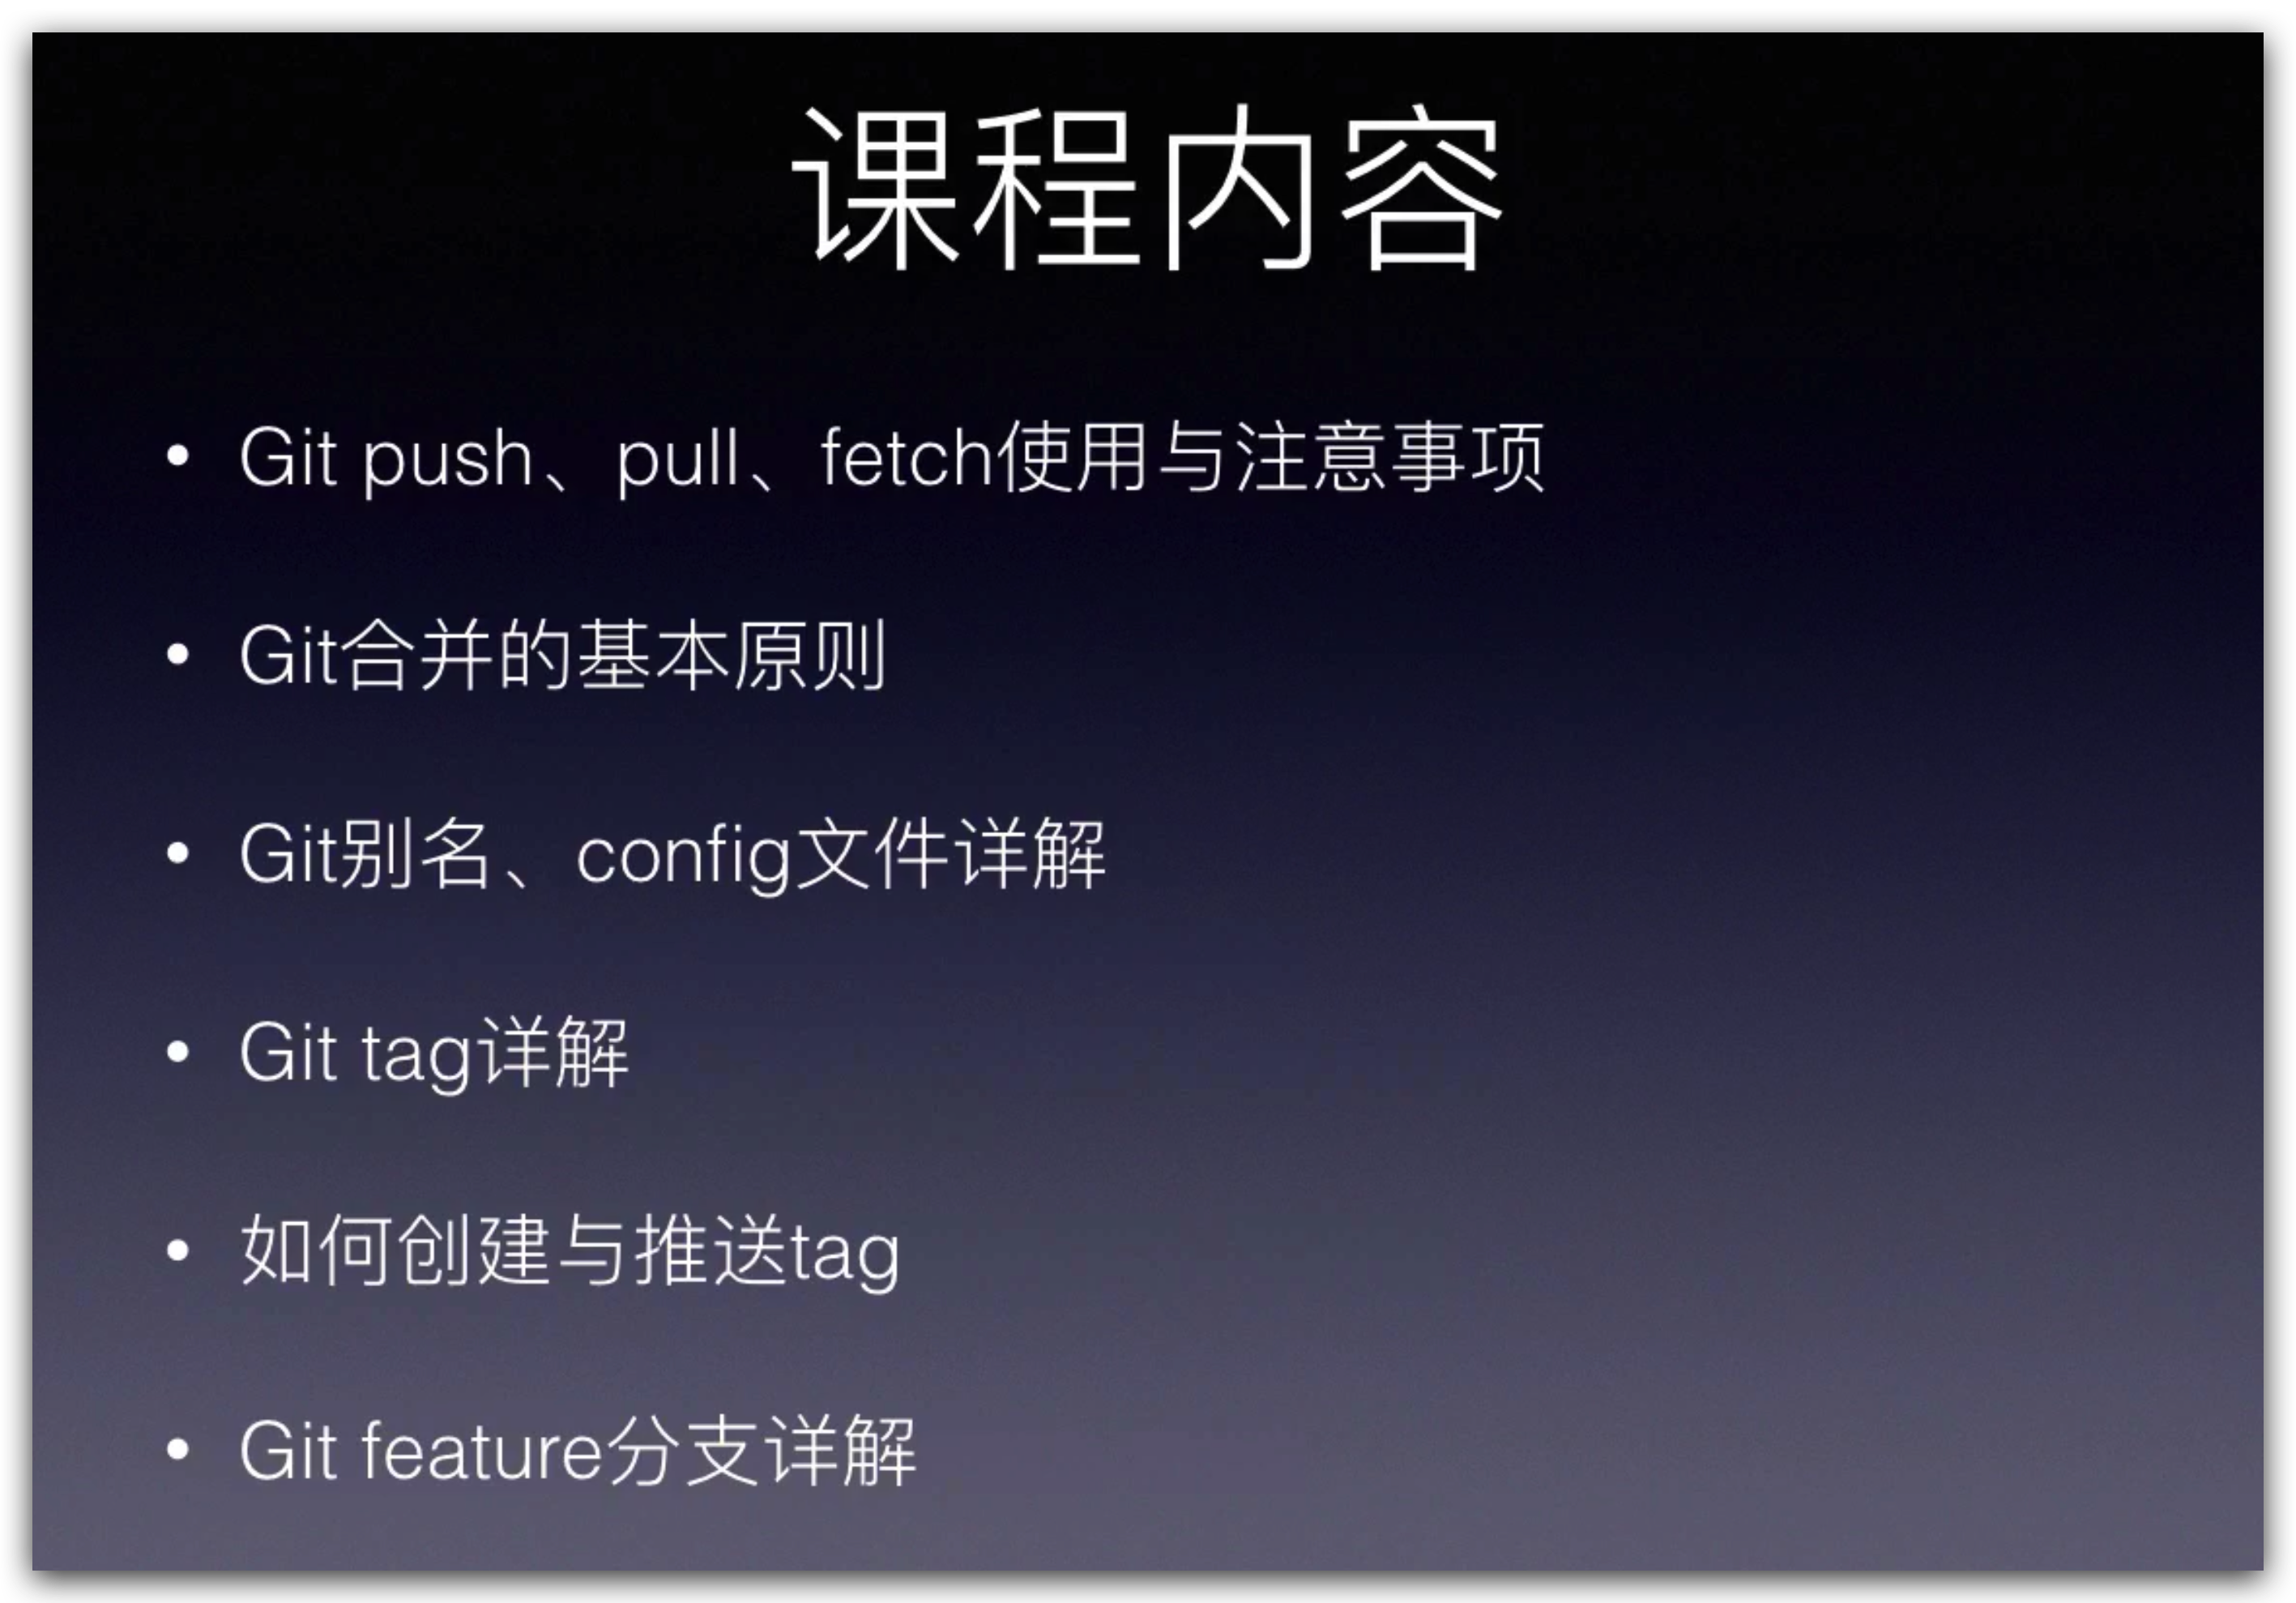 课程内容
• Git push、pull、fetch使用与注意事项
• Git合并的基本原则
• Git别名、config文件详解
• Git tag详解
• 如何创建与推送tag
• Git feature分支详解